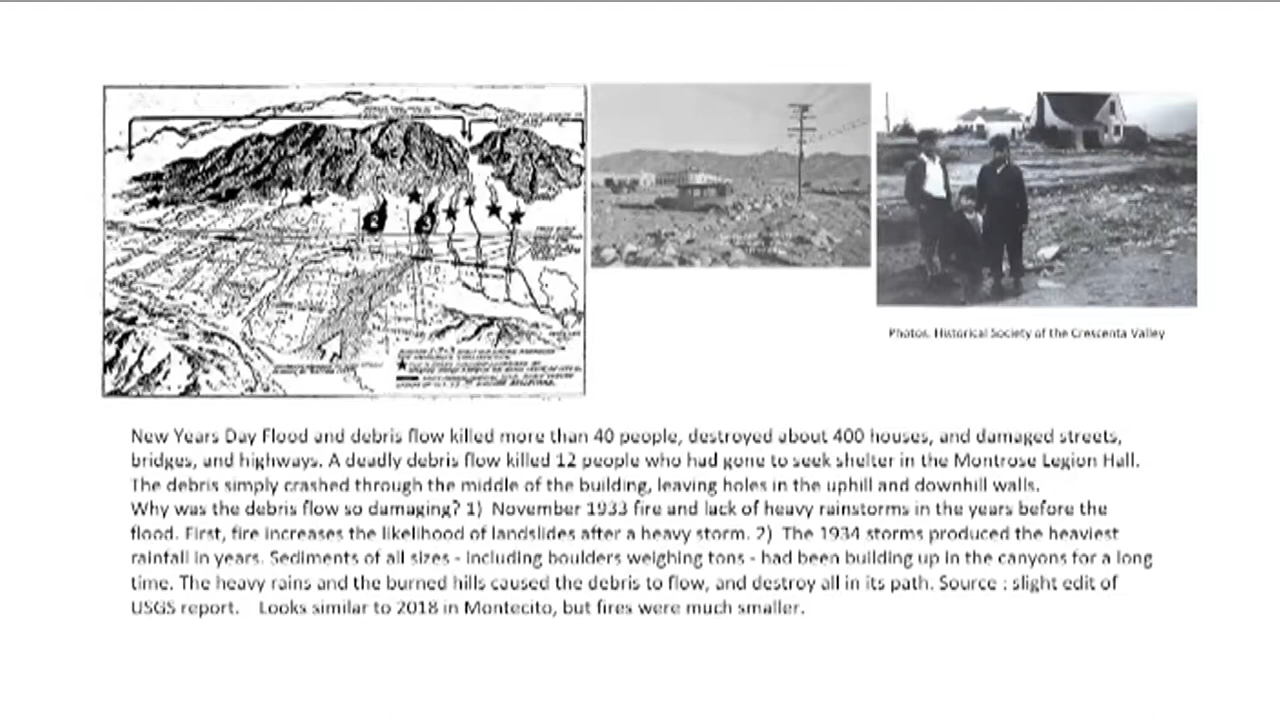 Photos. Historical Society of the Crescenta Valley
New Years Day Flood and debris flow killed more than 40 people, destroyed about 400 houses, and damaged streets,
bridges, and highways. A deadly debris flow killed 12 people who had gone to seek shelter in the Montrose Legion Hall.
The debris simply crashed through the middle of the building, leaving holes in the uphill and downhill walls.
Why was the debris flow so damaging? 1) November 1933 fire and lack of heavy rainstorms in the years before the
flood. First, fire increases the likelihood of landslides after a heavy storm. 2) The 1934 storms produced the heaviest
rainfall in years. Sediments of all sizes - including boulders weighing tons - had been building up in the canyons for a long
time. The heavy rains and the burned hills caused the debris to flow, and destroy all in its path. Source : slight edit of
USGS report. Looks similar to 2018 in Montecito, but fires were much smaller.